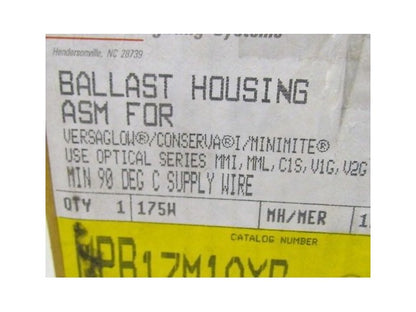 Hendersonville, NC 28739
BALLAST HOUSING
ASM FOR
VERSAGLOW®/CONSERVA®I/MINIMITE®
USE OPTICAL SERIES MMI, MML, C1S, V1G, V2G
MIN 90 DEG C SUPPLY WIRE
QTY 1 175W MH/MER
CATALOG NUMBER